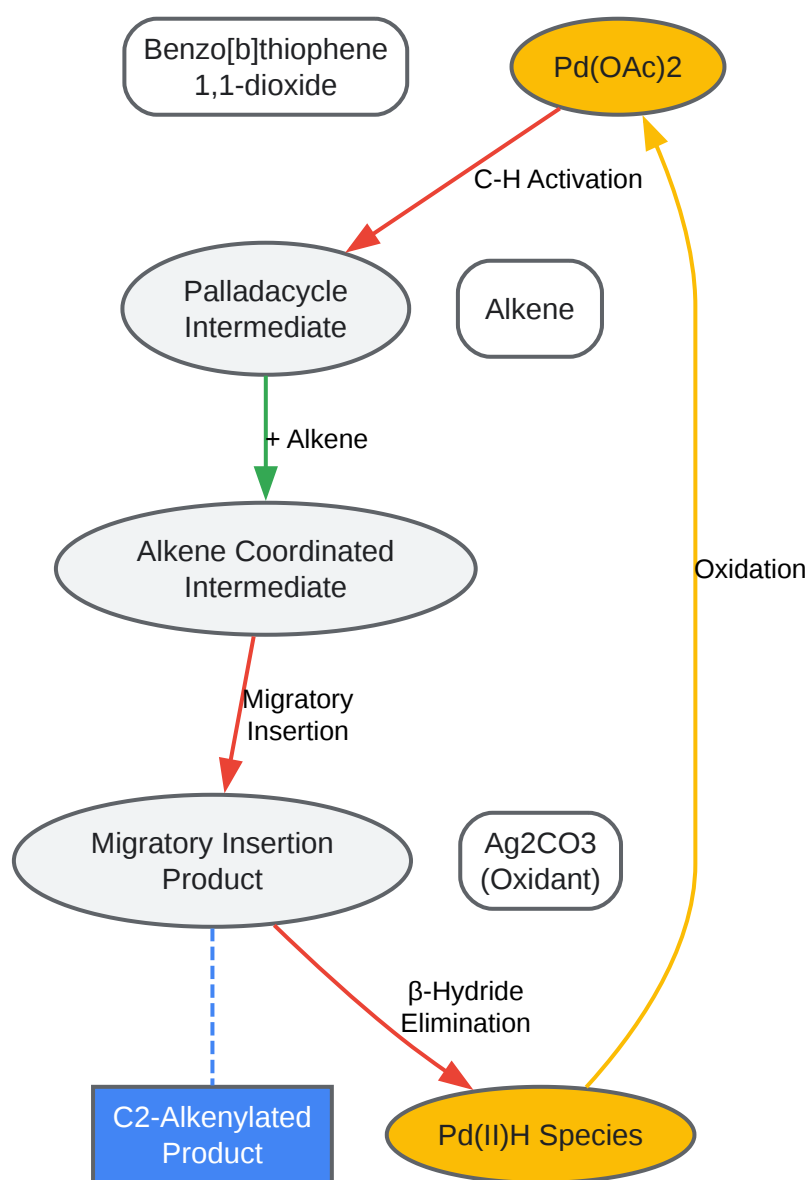 Benzo[b]thiophene
1,1-dioxide
Pd(OAc)2
C-H Activation
Palladacycle
Intermediate
Alkene
+ Alkene
Alkene Coordinated
Intermediate
Oxidation
Migratory
Insertion
Migratory Insertion
Product
Ag2CO3
(Oxidant)
β-Hydride
Elimination
C2-Alkenylated
Product
Pd(II)H Species